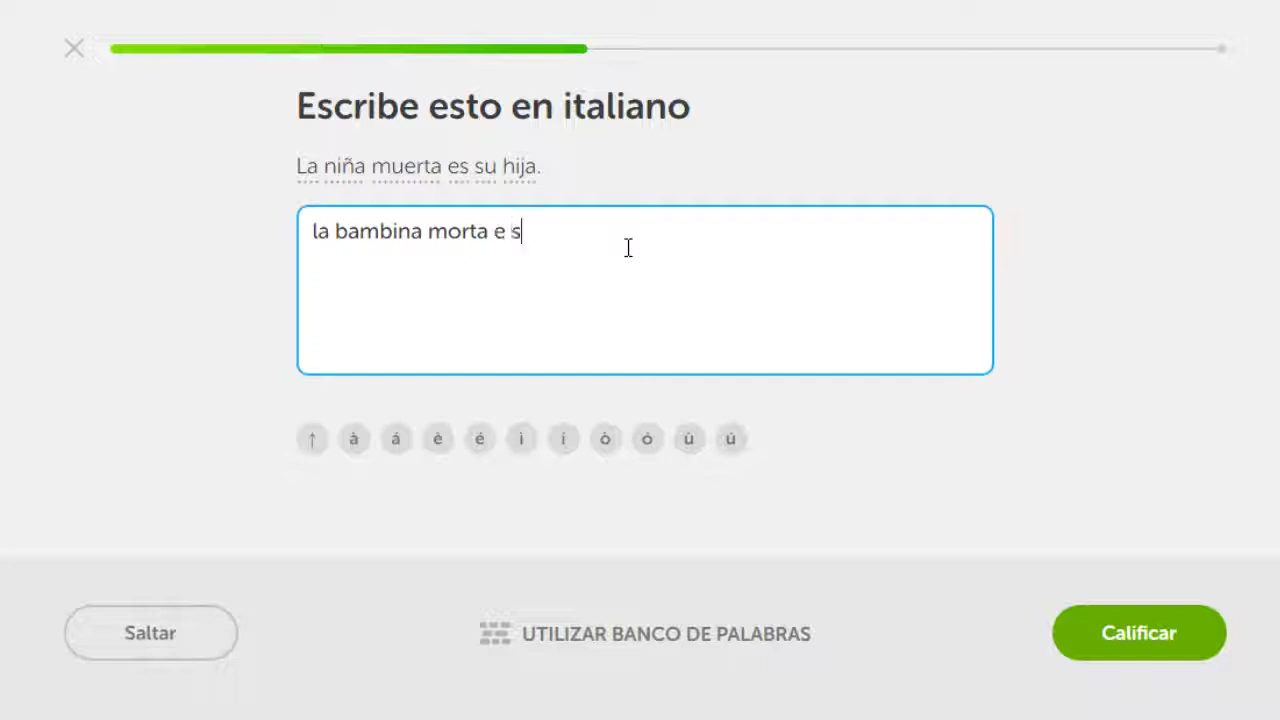 Escribe esto en italiano
La niña muerta es su hija.
la bambina morta e s
↑ à á è é ì í ò ó ù ú
Saltar
UTILIZAR BANCO DE PALABRAS
Calificar